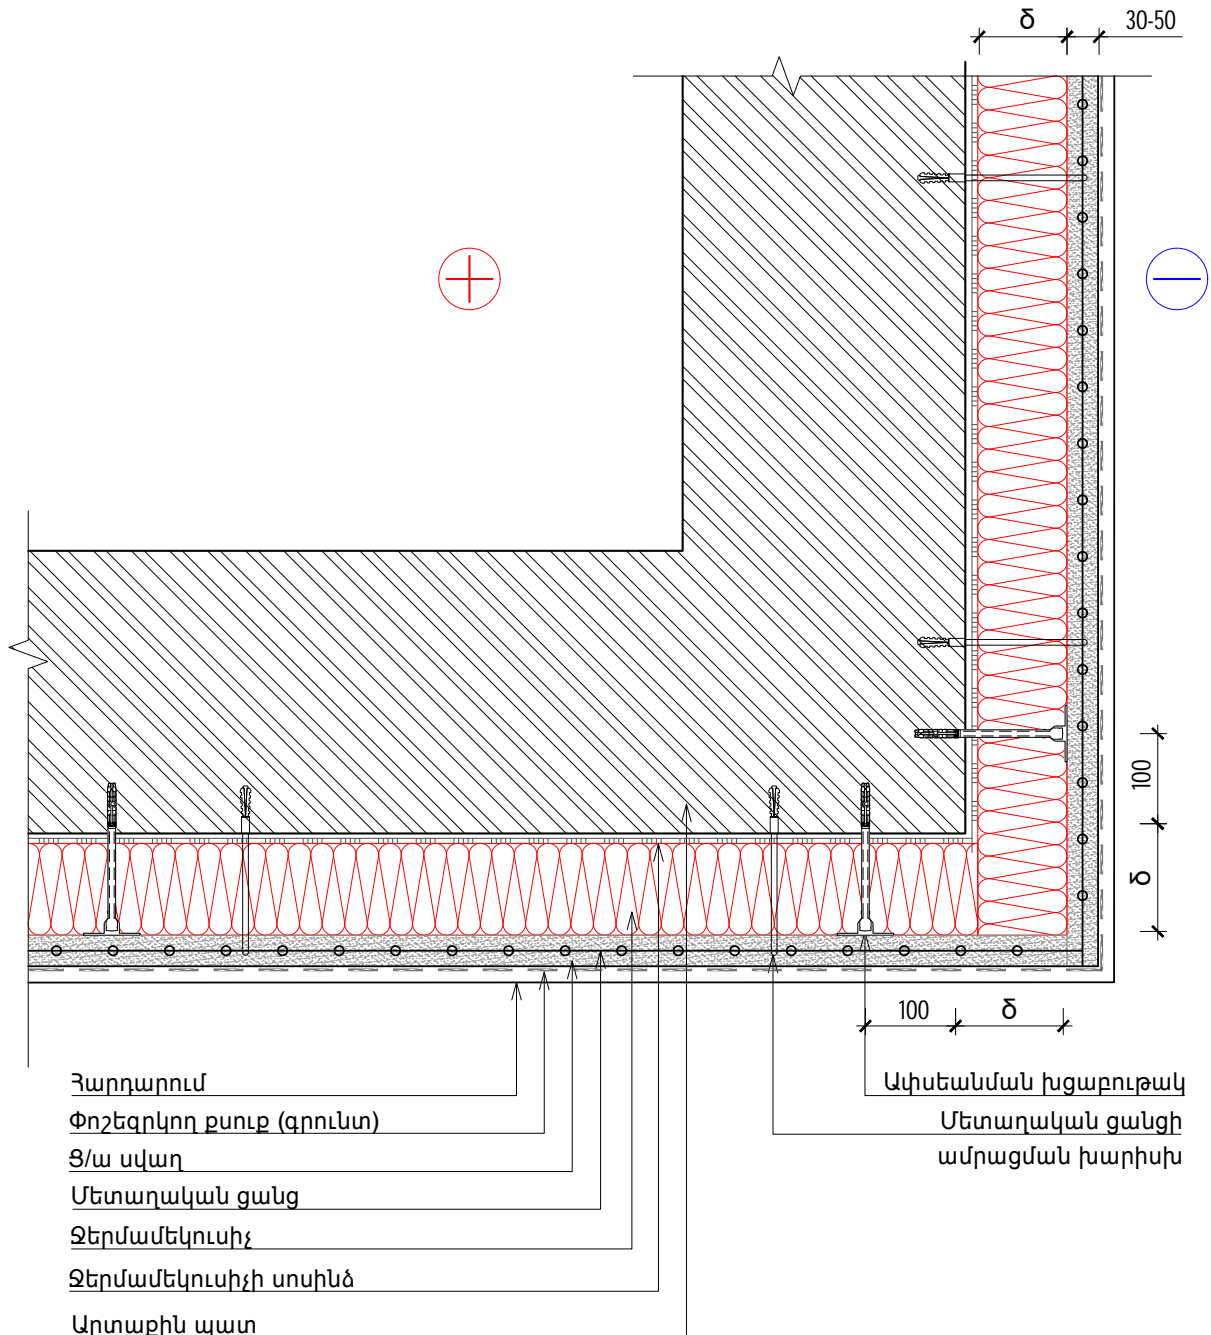 δ 30-50
100
δ
100 δ
Հարդարում
Փոշեզրկող քսուք (գրունտ)
Ց/ա սվաղ
Մետաղական ցանց
Ջերմամեկուսիչ
Ջերմամեկուսիչի սոսինձ
Արտաքին պատ
Ափսեանման խցաբութակ
Մետաղական ցանցի
ամրացման խարիսխ